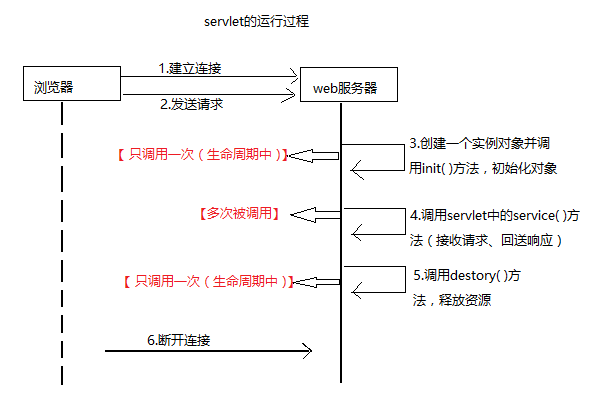 servlet的运行过程
1.建立连接
浏览器
web服务器
2.发送请求
3.创建一个实例对象并调
用init( )方法，初始化对象
【 只调用一次（生命周期中）】
【多次被调用】
4.调用servlet中的service( )方
法（接收请求、回送响应）
5.调用destory( )方
法，释放资源
【 只调用一次（生命周期中）】
6.断开连接